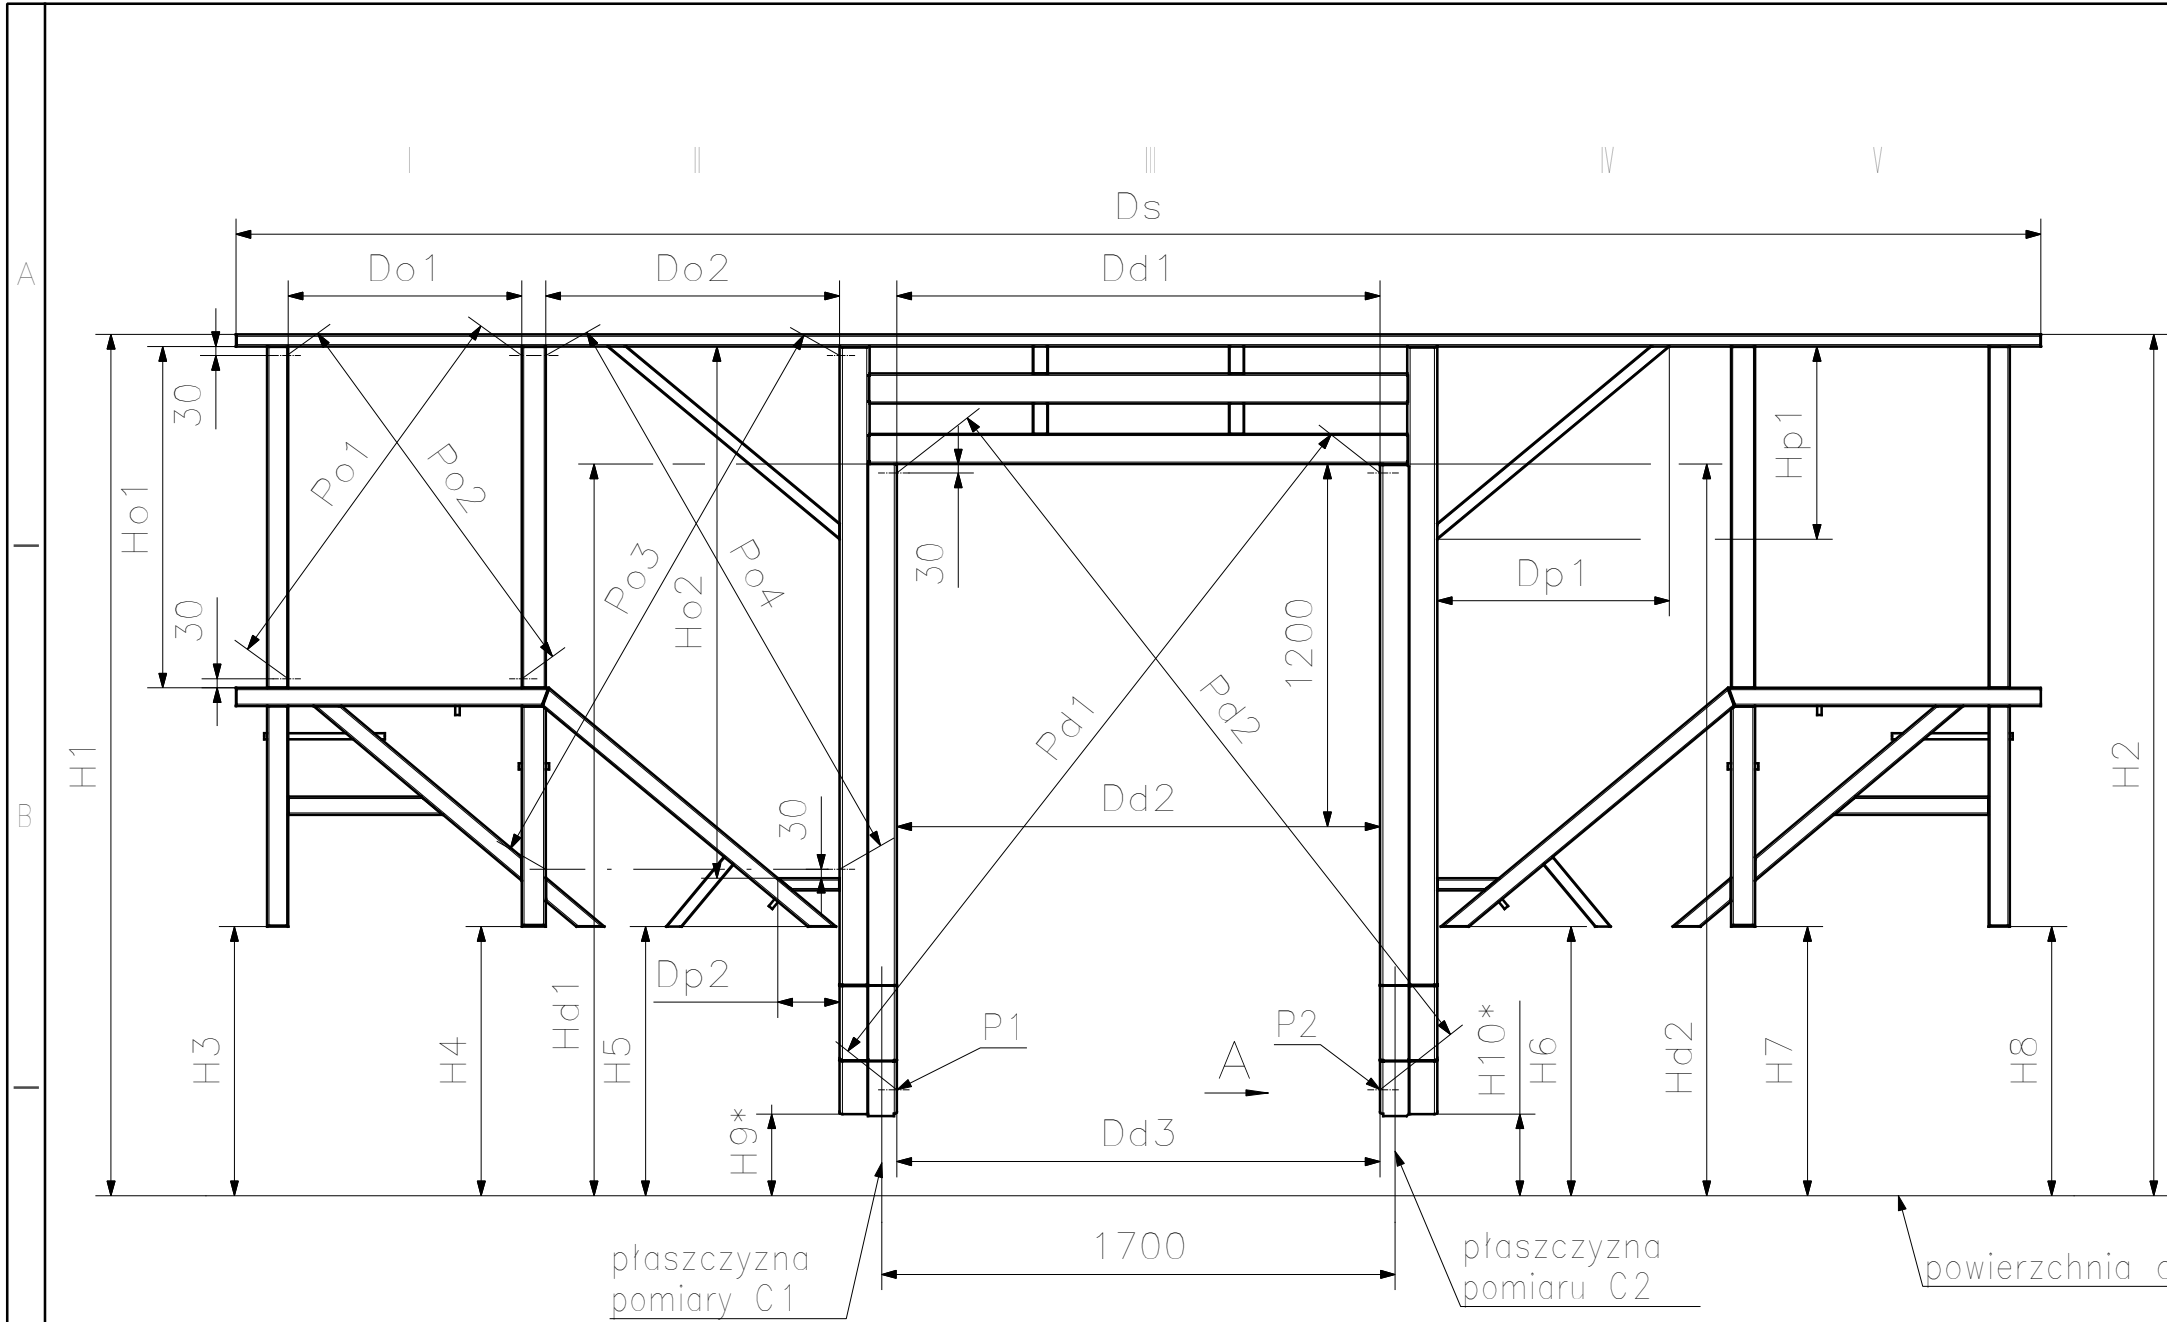 I II III IV V
Ds
Do1 Do2 Dd1
A
30
Po1 Po2
Ho1
Hp1
30
Po3 Po4
Ho2
Dp1
30
1200
Pd1 Pd2
H1
H2
B
Dd2
30
Dp2
P1 P2
A
H3 H4 Hd1 H5
H10* H6 Hd2 H7 H8
H9*
Dd3
1700
płaszczyzna
pomiary C1
płaszczyzna
pomiaru C2
powierzchnia